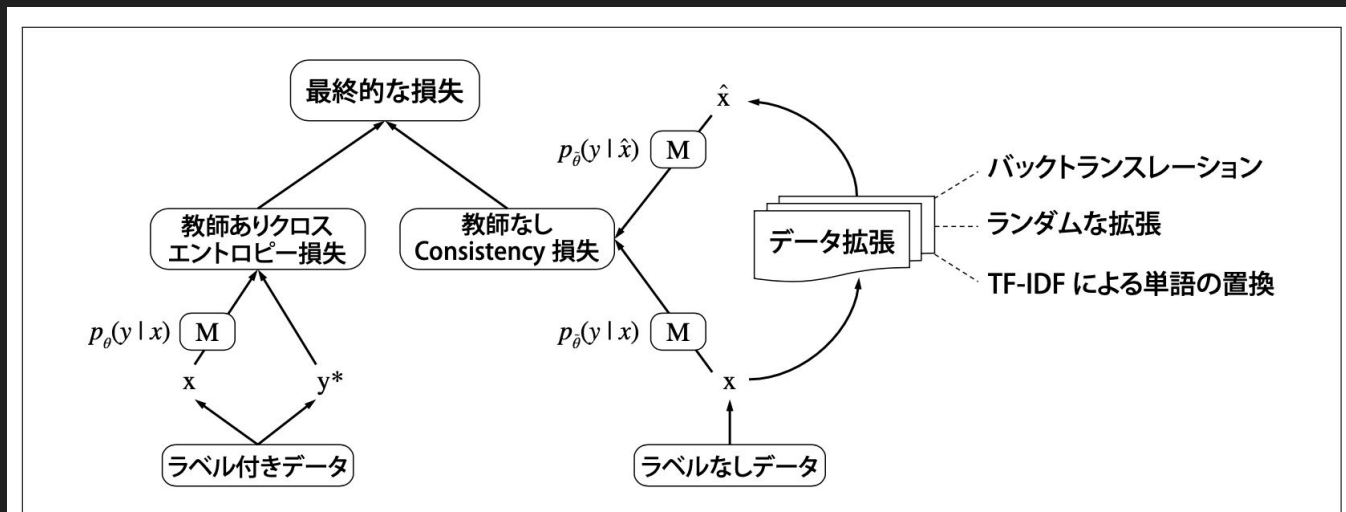 最終的な損失
教師ありクロス
エントロピー損失
教師なし
Consistency 損失
p_θ(y | x)
M
x
y*
ラベル付きデータ
x̂
p_θ̃(y | x̂)
M
p_θ̃(y | x)
M
x
ラベルなしデータ
データ拡張
バックトランスレーション
ランダムな拡張
TF-IDF による単語の置換